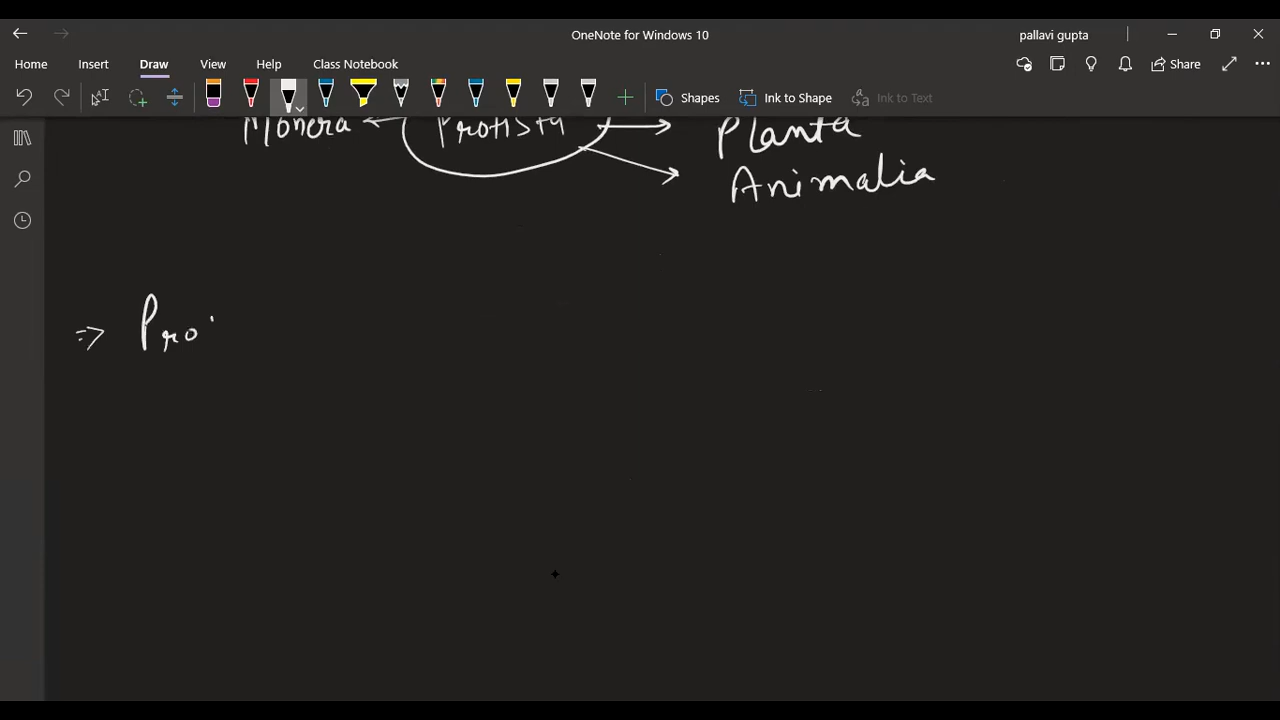 OneNote for Windows 10
pallavi gupta
Home Insert Draw View Help Class Notebook
Share
Shapes Ink to Shape Ink to Text
Monera ← Protista → Planta
Animalia
⇒ Pro